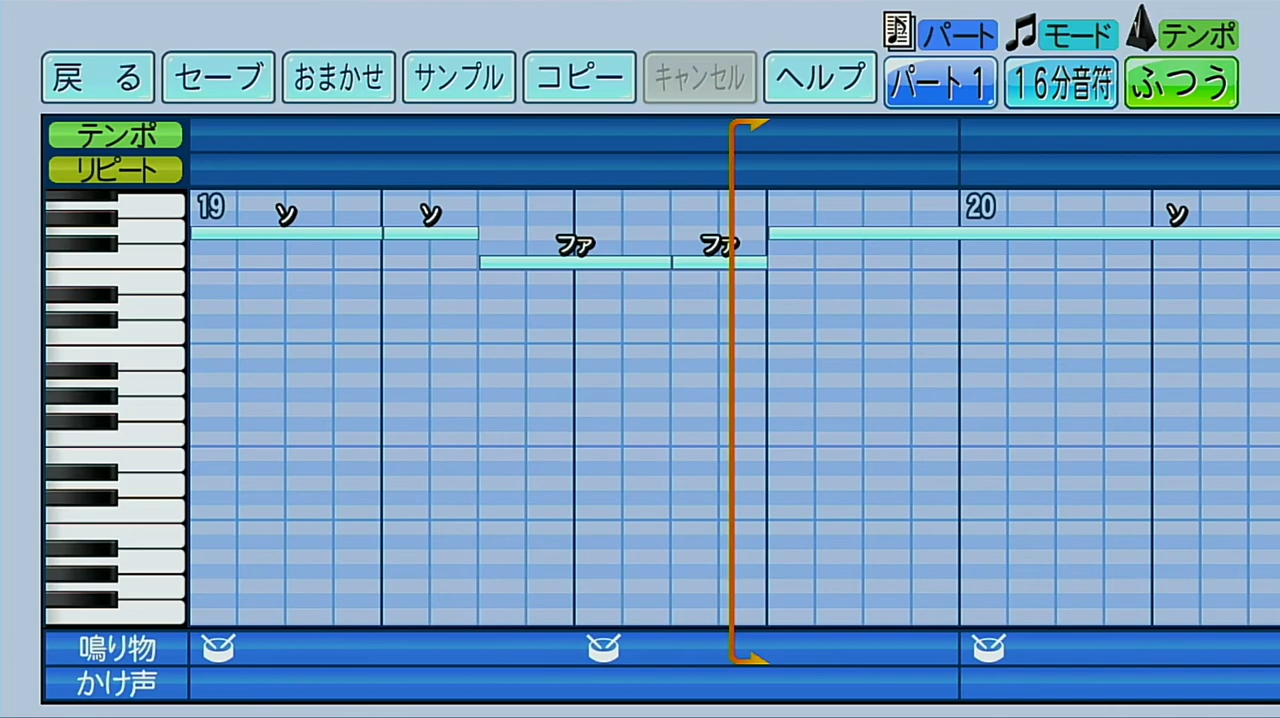 パート モード テンポ
戻る セーブ おまかせ サンプル コピー キャンセル ヘルプ パート1 16分音符 ふつう
テンポ
リピート
19 ソ ソ 20 ソ
ファ ファ
鳴り物
かけ声